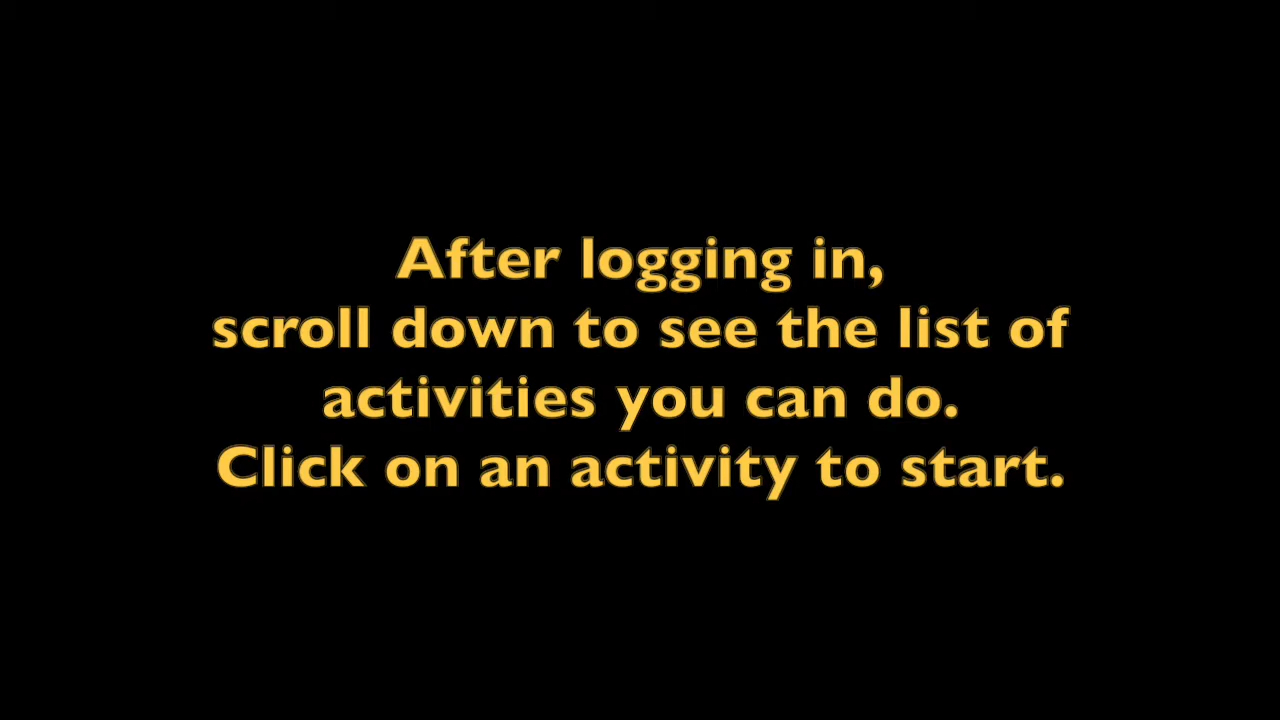 After logging in,
scroll down to see the list of
activities you can do.
Click on an activity to start.